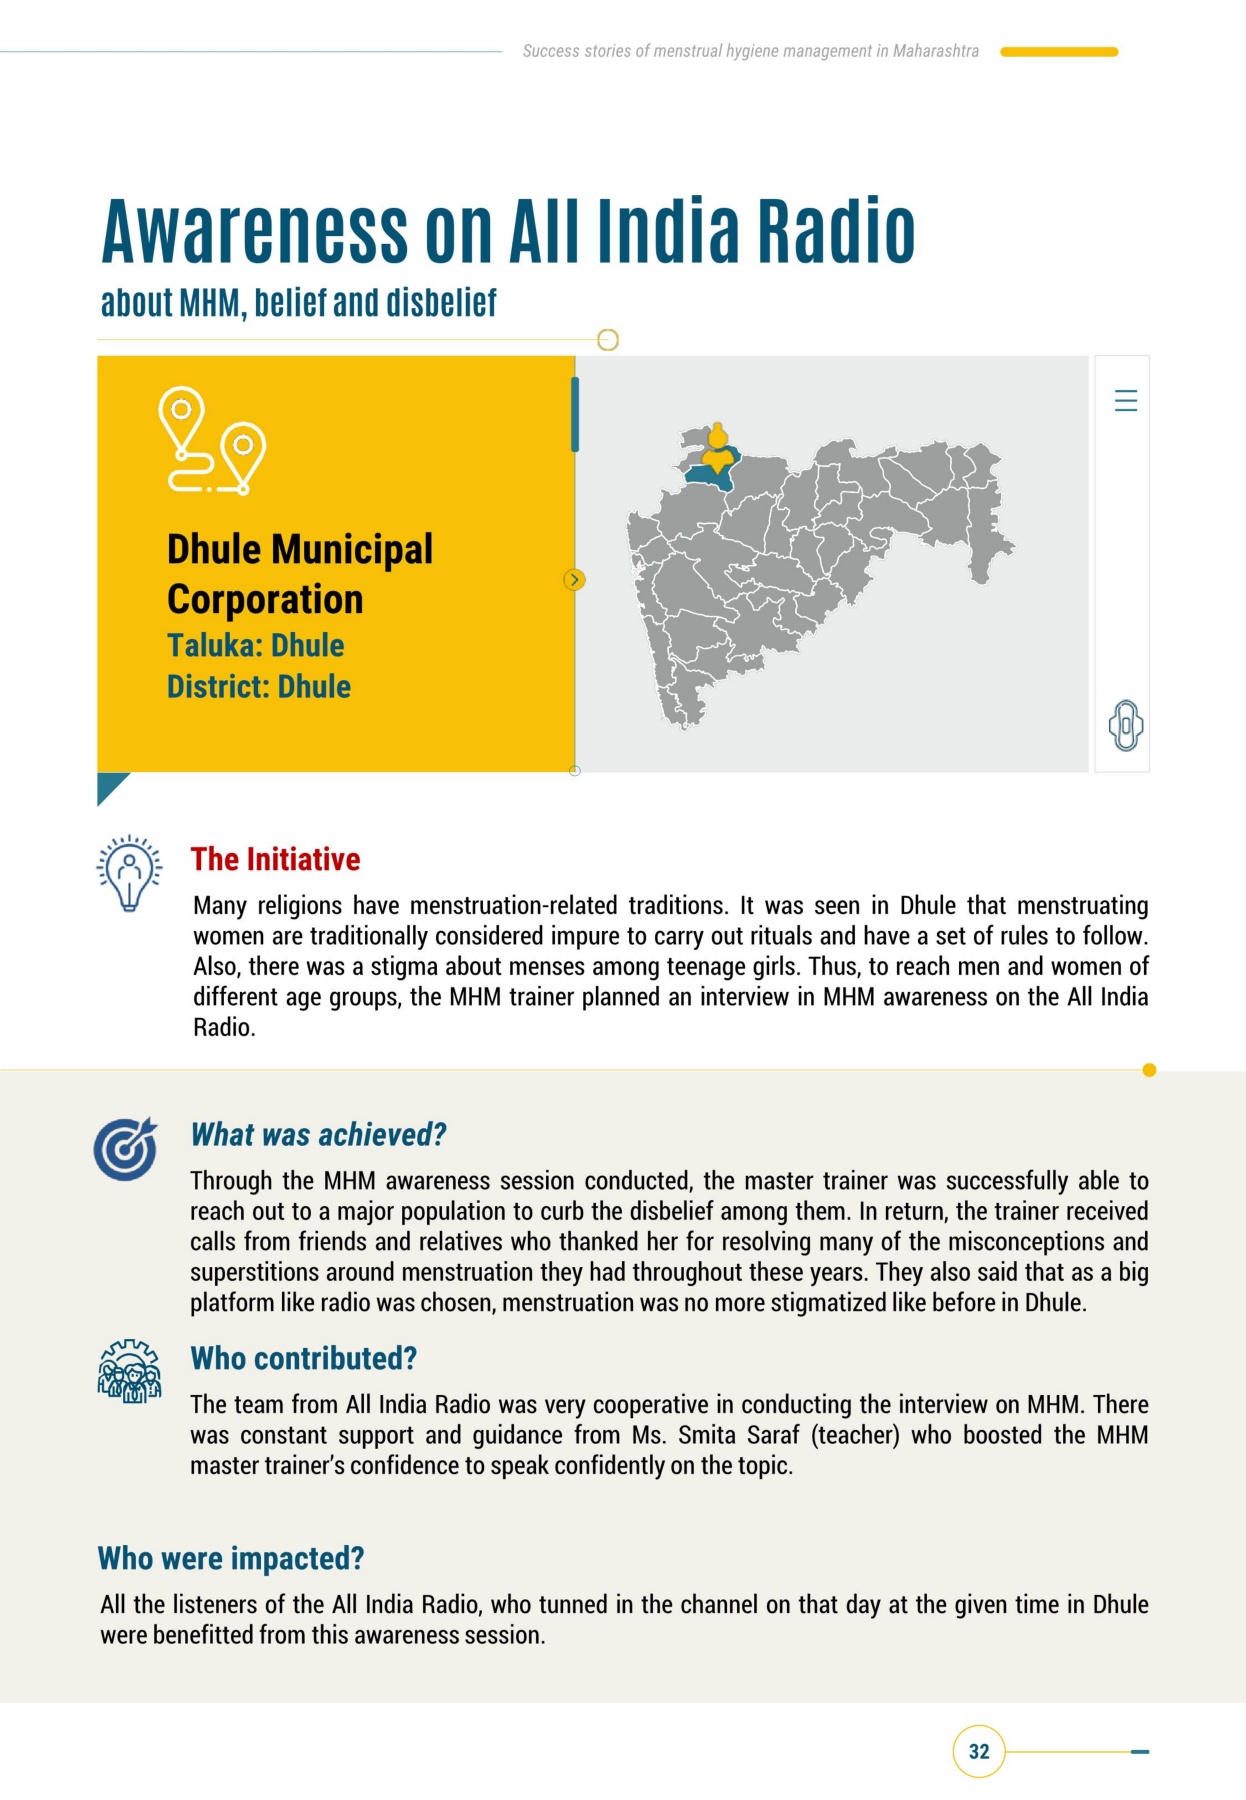 Success stories of menstrual hygiene management in Maharashtra
Awareness on All India Radio
about MHM, belief and disbelief
Dhule Municipal
Corporation
Taluka: Dhule
District: Dhule
The Initiative
Many religions have menstruation-related traditions. It was seen in Dhule that menstruating
women are traditionally considered impure to carry out rituals and have a set of rules to follow.
Also, there was a stigma about menses among teenage girls. Thus, to reach men and women of
different age groups, the MHM trainer planned an interview in MHM awareness on the All India
Radio.
What was achieved?
Through the MHM awareness session conducted, the master trainer was successfully able to
reach out to a major population to curb the disbelief among them. In return, the trainer received
calls from friends and relatives who thanked her for resolving many of the misconceptions and
superstitions around menstruation they had throughout these years. They also said that as a big
platform like radio was chosen, menstruation was no more stigmatized like before in Dhule.
Who contributed?
The team from All India Radio was very cooperative in conducting the interview on MHM. There
was constant support and guidance from Ms. Smita Saraf (teacher) who boosted the MHM
master trainer's confidence to speak confidently on the topic.
Who were impacted?
All the listeners of the All India Radio, who tunned in the channel on that day at the given time in Dhule
were benefitted from this awareness session.
32